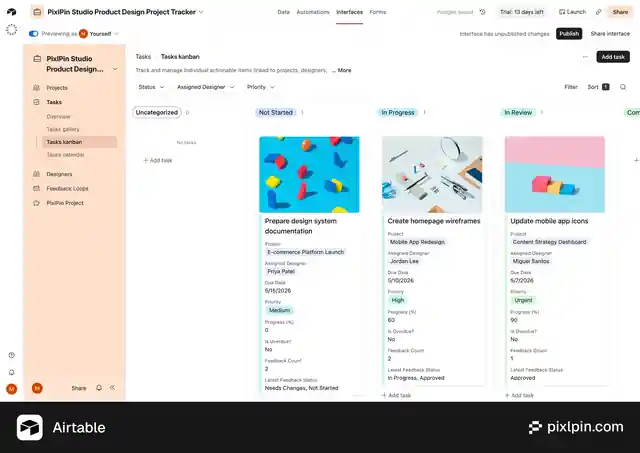 PixlPin Studio Product Design Project Tracker
Data
Automations
Interfaces
Forms
Trial: 13 days left
Launch
Share
Previewing as
M
Yourself
Interface has unpublished changes
Publish
Share interface
PixlPin Studio
Product Design...
Projects
Tasks
Overview
Tasks gallery
Tasks kanban
Tasks calendar
Designers
Feedback Loops
PixlPin Project
M
M
Share
Tasks
Tasks kanban
Add task
Track and manage individual actionable items linked to projects, designers, ... More
Status
Assigned Designer
Priority
Filter
Sort
1
Uncategorized
0
No tasks
+ Add task
Not Started
1
Prepare design system
documentation
Project
E-commerce Platform Launch
Assigned Designer
Priya Patel
Due Date
5/15/2026
Priority
Medium
Progress (%)
0
Is Overdue?
No
Feedback Count
2
Latest Feedback Status
Needs Changes, Not Started
In Progress
1
Create homepage wireframes
Project
Mobile App Redesign
Assigned Designer
Jordan Lee
Due Date
5/10/2026
Priority
High
Progress (%)
60
Is Overdue?
No
Feedback Count
2
Latest Feedback Status
In Progress, Approved
+ Add task
In Review
1
Update mobile app icons
Project
Content Strategy Dashboard
Assigned Designer
Miguel Santos
Due Date
5/7/2026
Priority
Urgent
Progress (%)
90
Is Overdue?
No
Feedback Count
1
Latest Feedback Status
Approved
+ Add task
Com
Airtable
pixlpin.com